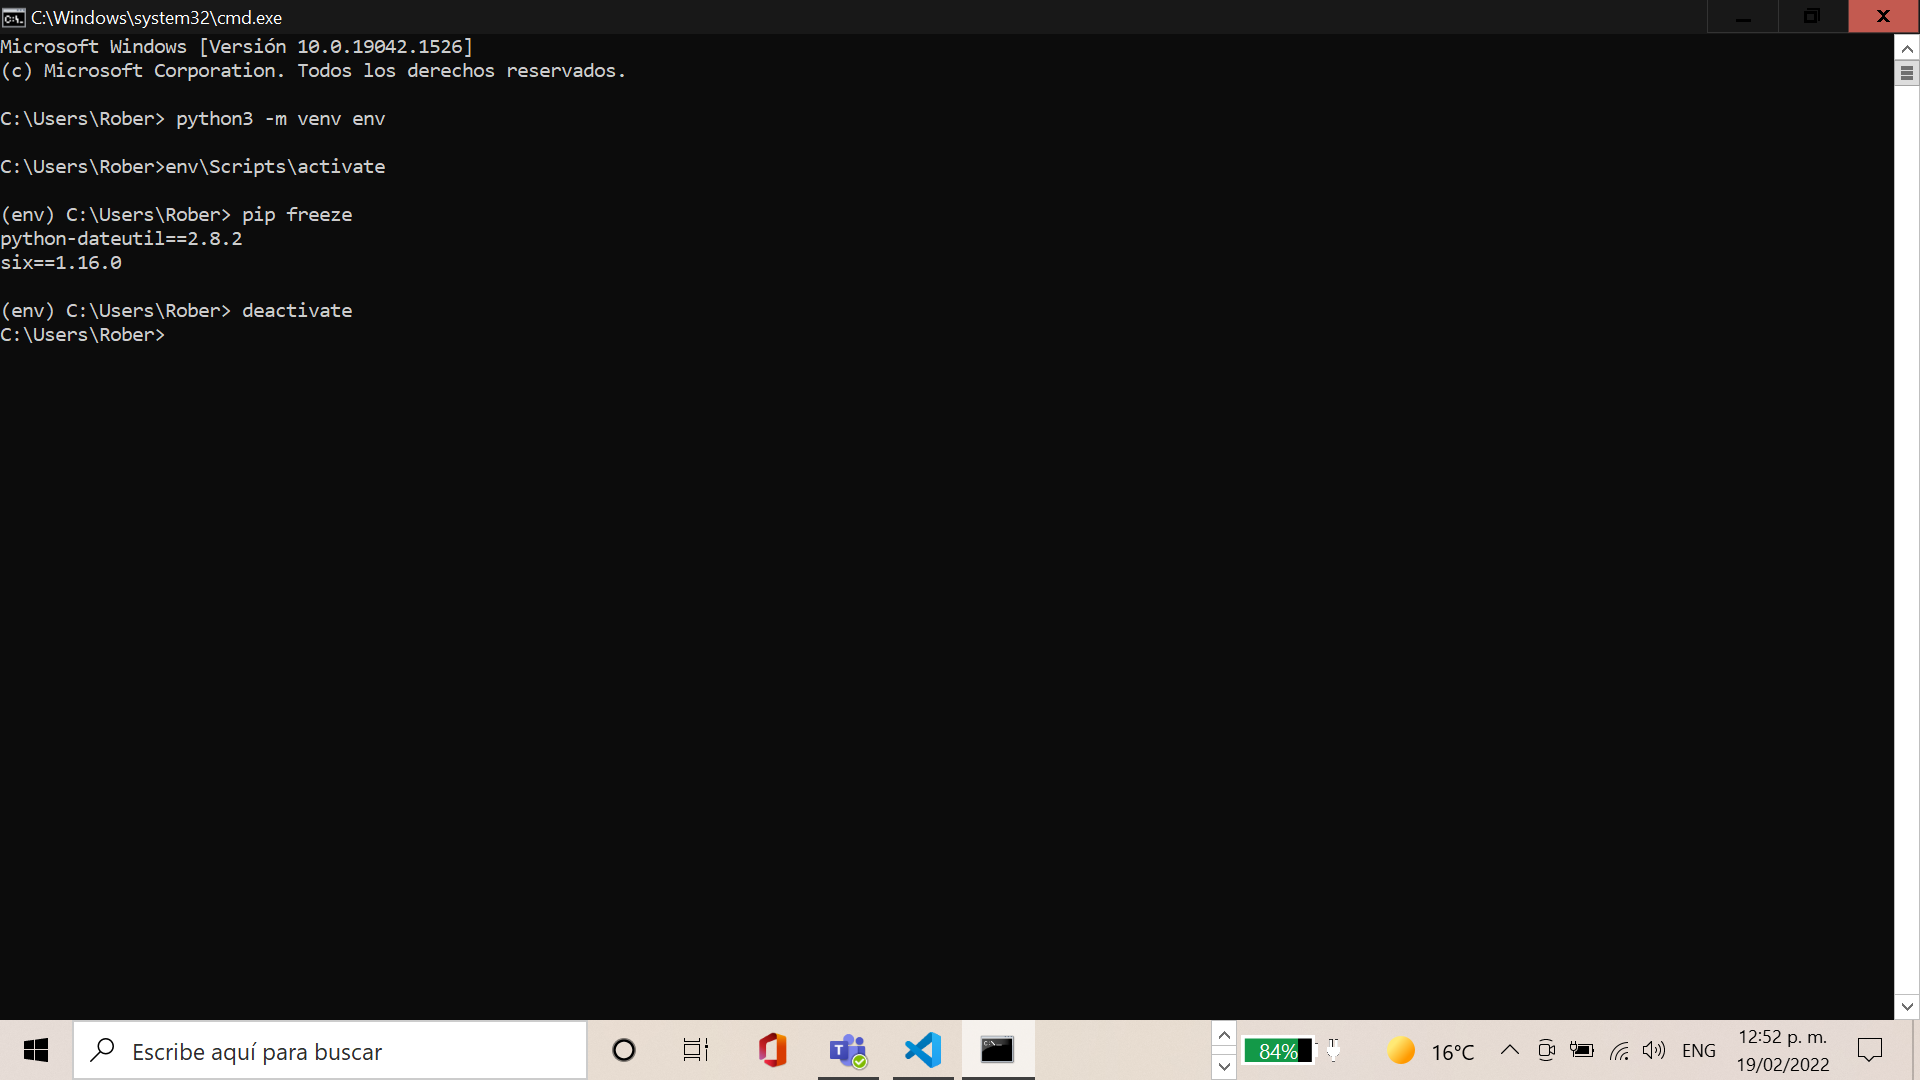 C:\Windows\system32\cmd.exe
Microsoft Windows [Versión 10.0.19042.1526]
(c) Microsoft Corporation. Todos los derechos reservados.
C:\Users\Rober> python3 -m venv env
C:\Users\Rober>env\Scripts\activate
(env) C:\Users\Rober> pip freeze
python-dateutil==2.8.2
six==1.16.0
(env) C:\Users\Rober> deactivate
C:\Users\Rober>
Escribe aquí para buscar
84%
16°C
ENG
12:52 p. m.
19/02/2022